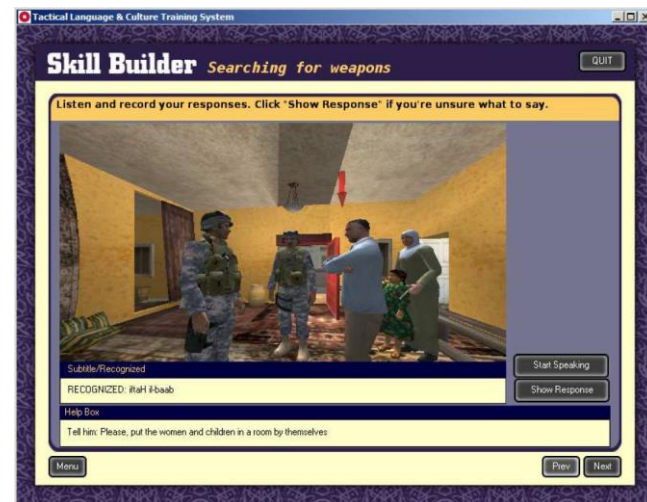 Tactical Language & Culture Training System
Skill Builder Searching for weapons
QUIT
Listen and record your responses. Click "Show Response" if you're unsure what to say.
Subtitle/Recognized
Start Speaking
RECOGNIZED: iftaH il-baab
Show Response
Help Box
Tell him: Please, put the women and children in a room by themselves
Menu
Prev
Next